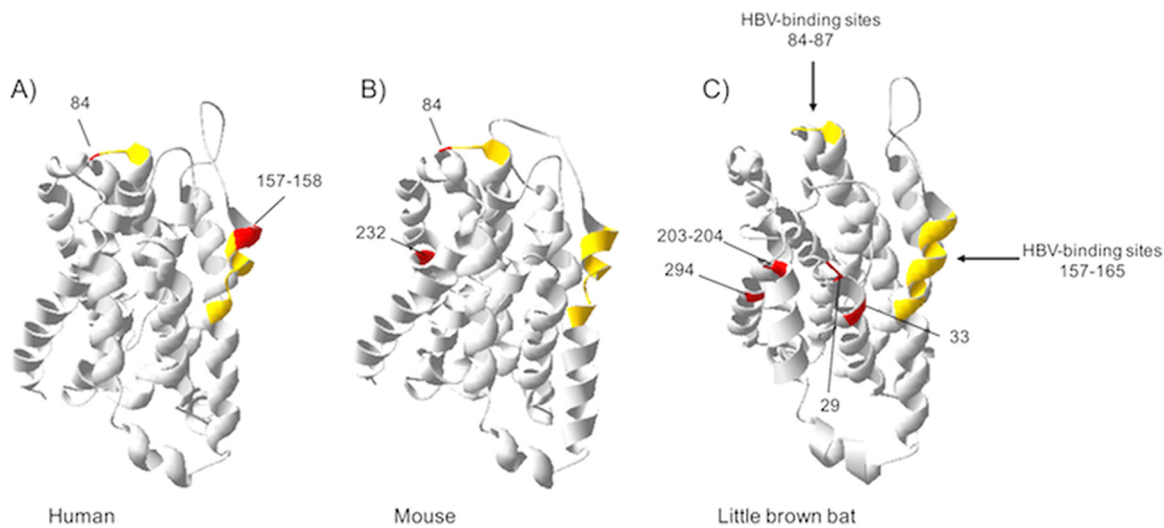 HBV-binding sites
84-87
A)
84
157-158
B)
84
232
C)
203-204
294
HBV-binding sites
157-165
33
29
Human
Mouse
Little brown bat